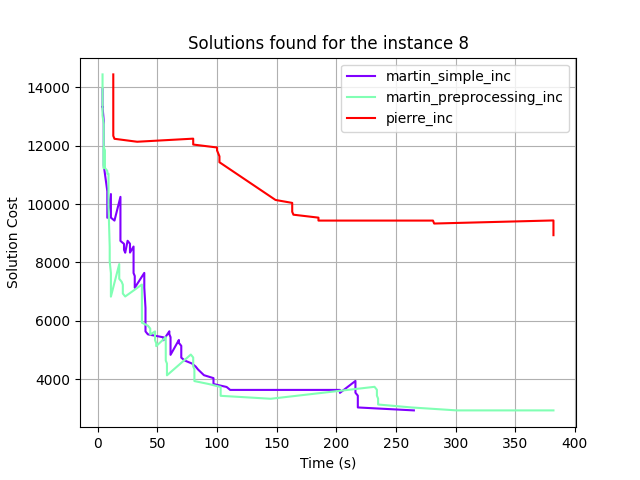 Solutions found for the instance 8
martin_simple_inc
martin_preprocessing_inc
pierre_inc
Solution Cost
14000
12000
10000
8000
6000
4000
0 50 100 150 200 250 300 350 400
Time (s)